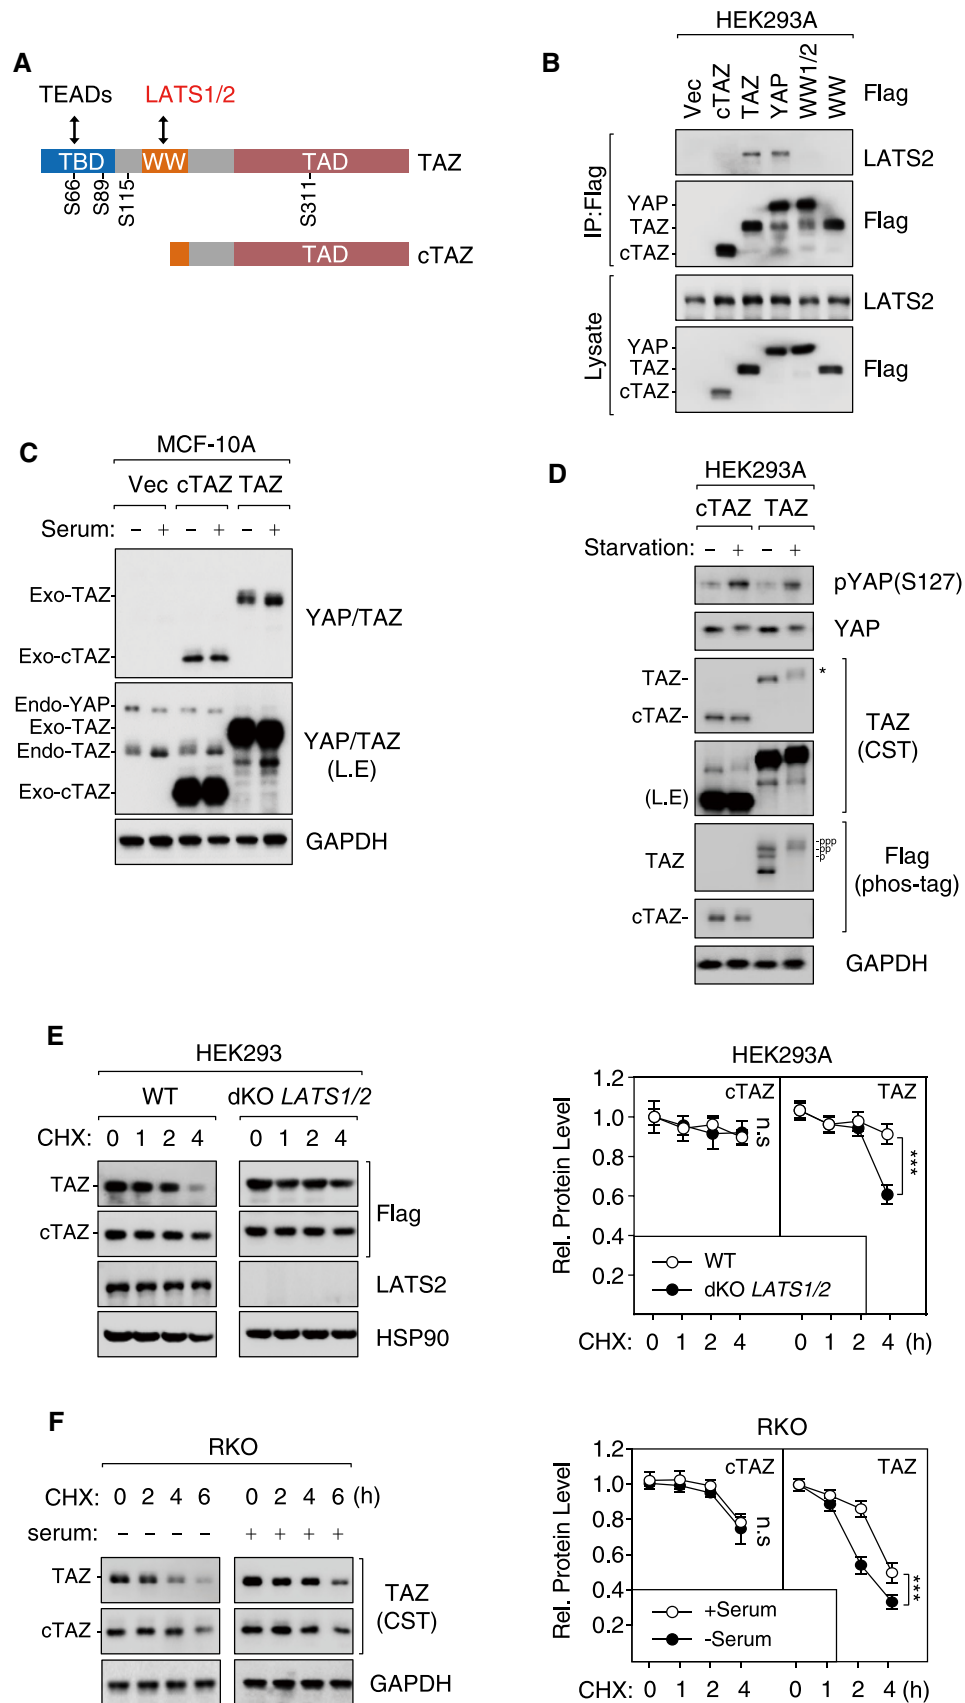 A
TEADs
LATS1/2
TBD
WW
TAD
TAZ
S66
S89
S115
S311
TAD
cTAZ
B
HEK293A
Vec
cTAZ
TAZ
YAP
WW1/2
WW
Flag
IP:Flag
LATS2
YAP
TAZ
cTAZ
Flag
Lysate
LATS2
YAP
TAZ
cTAZ
Flag
C
MCF-10A
Vec cTAZ TAZ
Serum: – + – + – +
Exo-TAZ
Exo-cTAZ
YAP/TAZ
Endo-YAP
Exo-TAZ
Endo-TAZ
Exo-cTAZ
YAP/TAZ
(L.E)
GAPDH
D
HEK293A
cTAZ TAZ
Starvation: – + – +
pYAP(S127)
YAP
TAZ-
*
cTAZ-
TAZ
(CST)
(L.E)
TAZ
-ppp
-pp
-p
Flag
(phos-tag)
cTAZ-
GAPDH
E
HEK293
WT dKO LATS1/2
CHX: 0 1 2 4 0 1 2 4
TAZ
cTAZ
Flag
LATS2
HSP90
HEK293A
Rel. Protein Level
1.2
1.0
0.8
0.6
0.4
0.2
cTAZ
n.s
TAZ
***
WT
dKO LATS1/2
CHX: 0 1 2 4 0 1 2 4 (h)
F
RKO
CHX: 0 2 4 6 0 2 4 6 (h)
serum: – – – – + + + +
TAZ
cTAZ
TAZ
(CST)
GAPDH
RKO
Rel. Protein Level
1.2
1.0
0.8
0.6
0.4
0.2
cTAZ
n.s
TAZ
***
+Serum
-Serum
CHX: 0 1 2 4 0 1 2 4 (h)